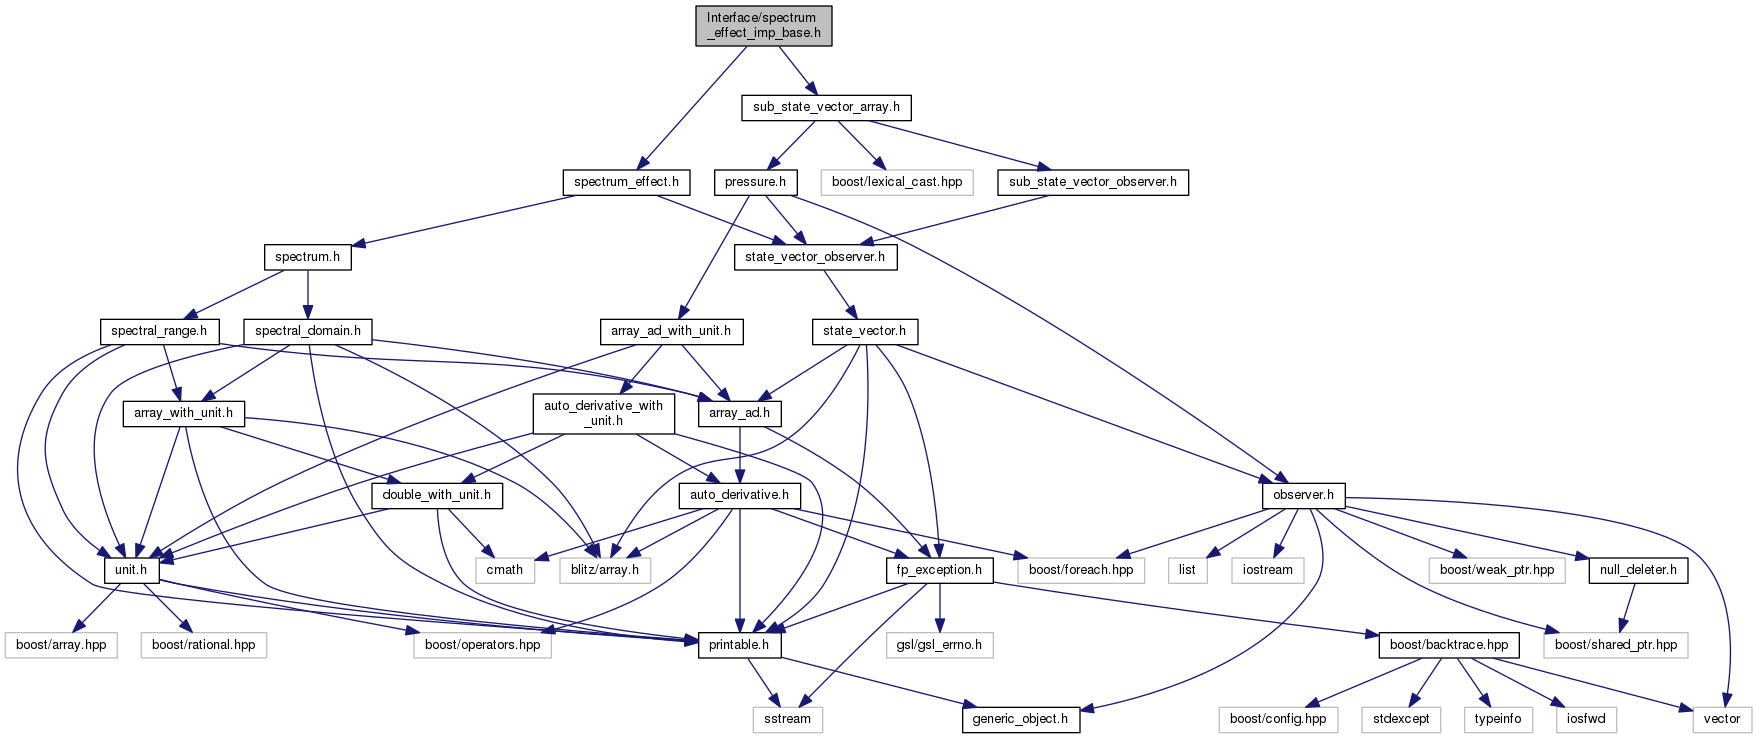 Interface/spectrum
_effect_imp_base.h
sub_state_vector_array.h
spectrum_effect.h
pressure.h
boost/lexical_cast.hpp
sub_state_vector_observer.h
spectrum.h
state_vector_observer.h
spectral_range.h
spectral_domain.h
array_ad_with_unit.h
state_vector.h
array_with_unit.h
auto_derivative_with
_unit.h
array_ad.h
double_with_unit.h
auto_derivative.h
observer.h
unit.h
cmath
blitz/array.h
fp_exception.h
boost/foreach.hpp
list
iostream
boost/weak_ptr.hpp
null_deleter.h
boost/array.hpp
boost/rational.hpp
boost/operators.hpp
printable.h
gsl/gsl_errno.h
boost/backtrace.hpp
boost/shared_ptr.hpp
sstream
generic_object.h
boost/config.hpp
stdexcept
typeinfo
iosfwd
vector